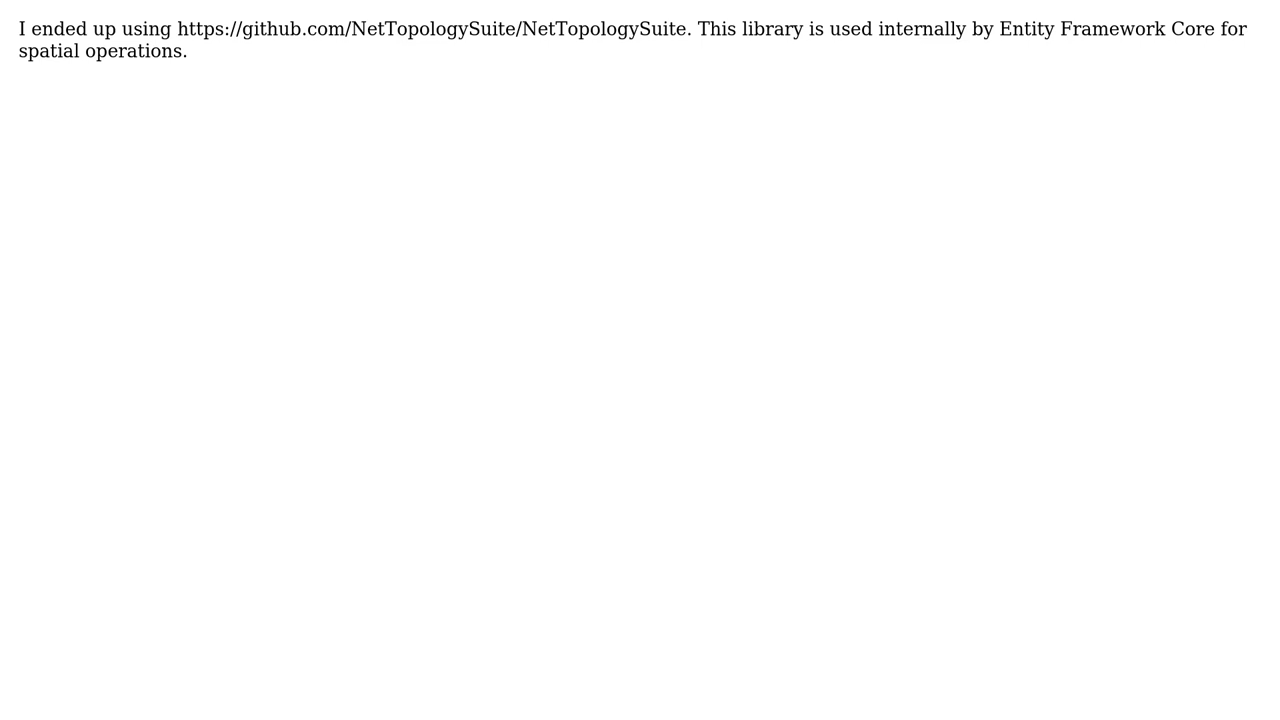 I ended up using https://github.com/NetTopologySuite/NetTopologySuite. This library is used internally by Entity Framework Core for
spatial operations.